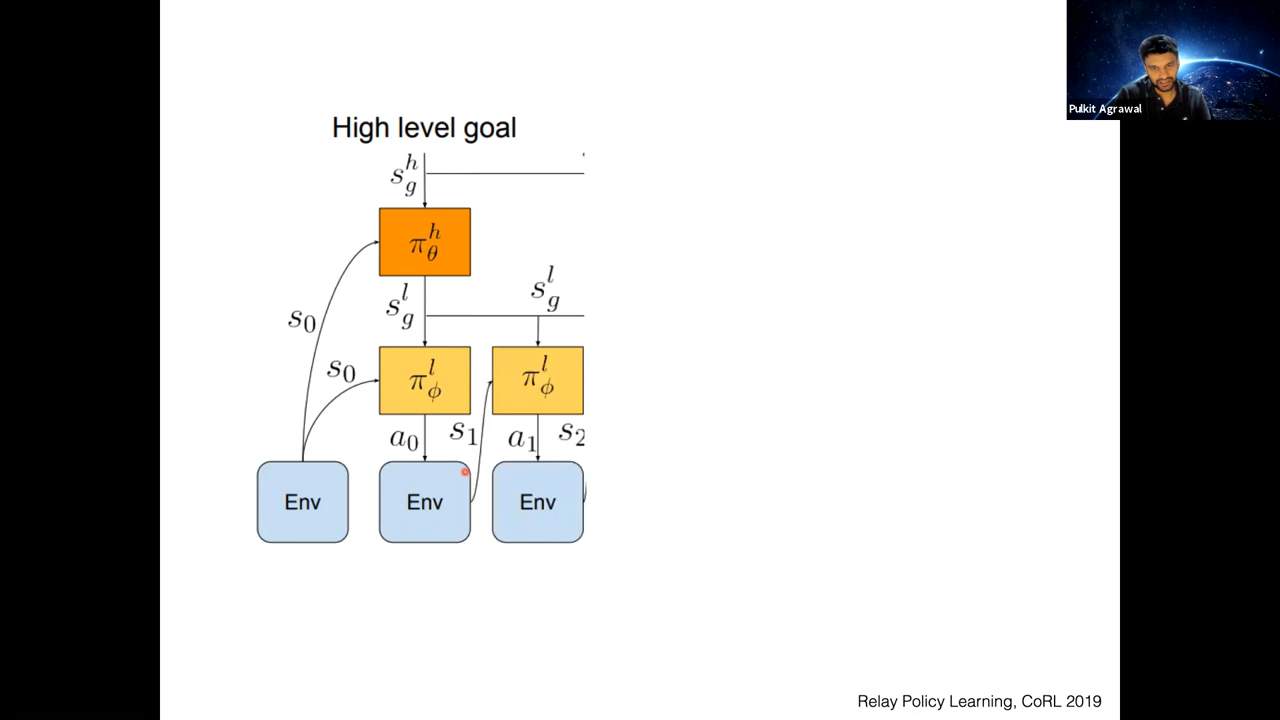 Pulkit Agrawal
High level goal
s_g^h
π_θ^h
s_g^l s_g^l
s_0
s_0
π_ϕ^l π_ϕ^l
a_0 s_1 a_1 s_2
Env Env Env
Relay Policy Learning, CoRL 2019